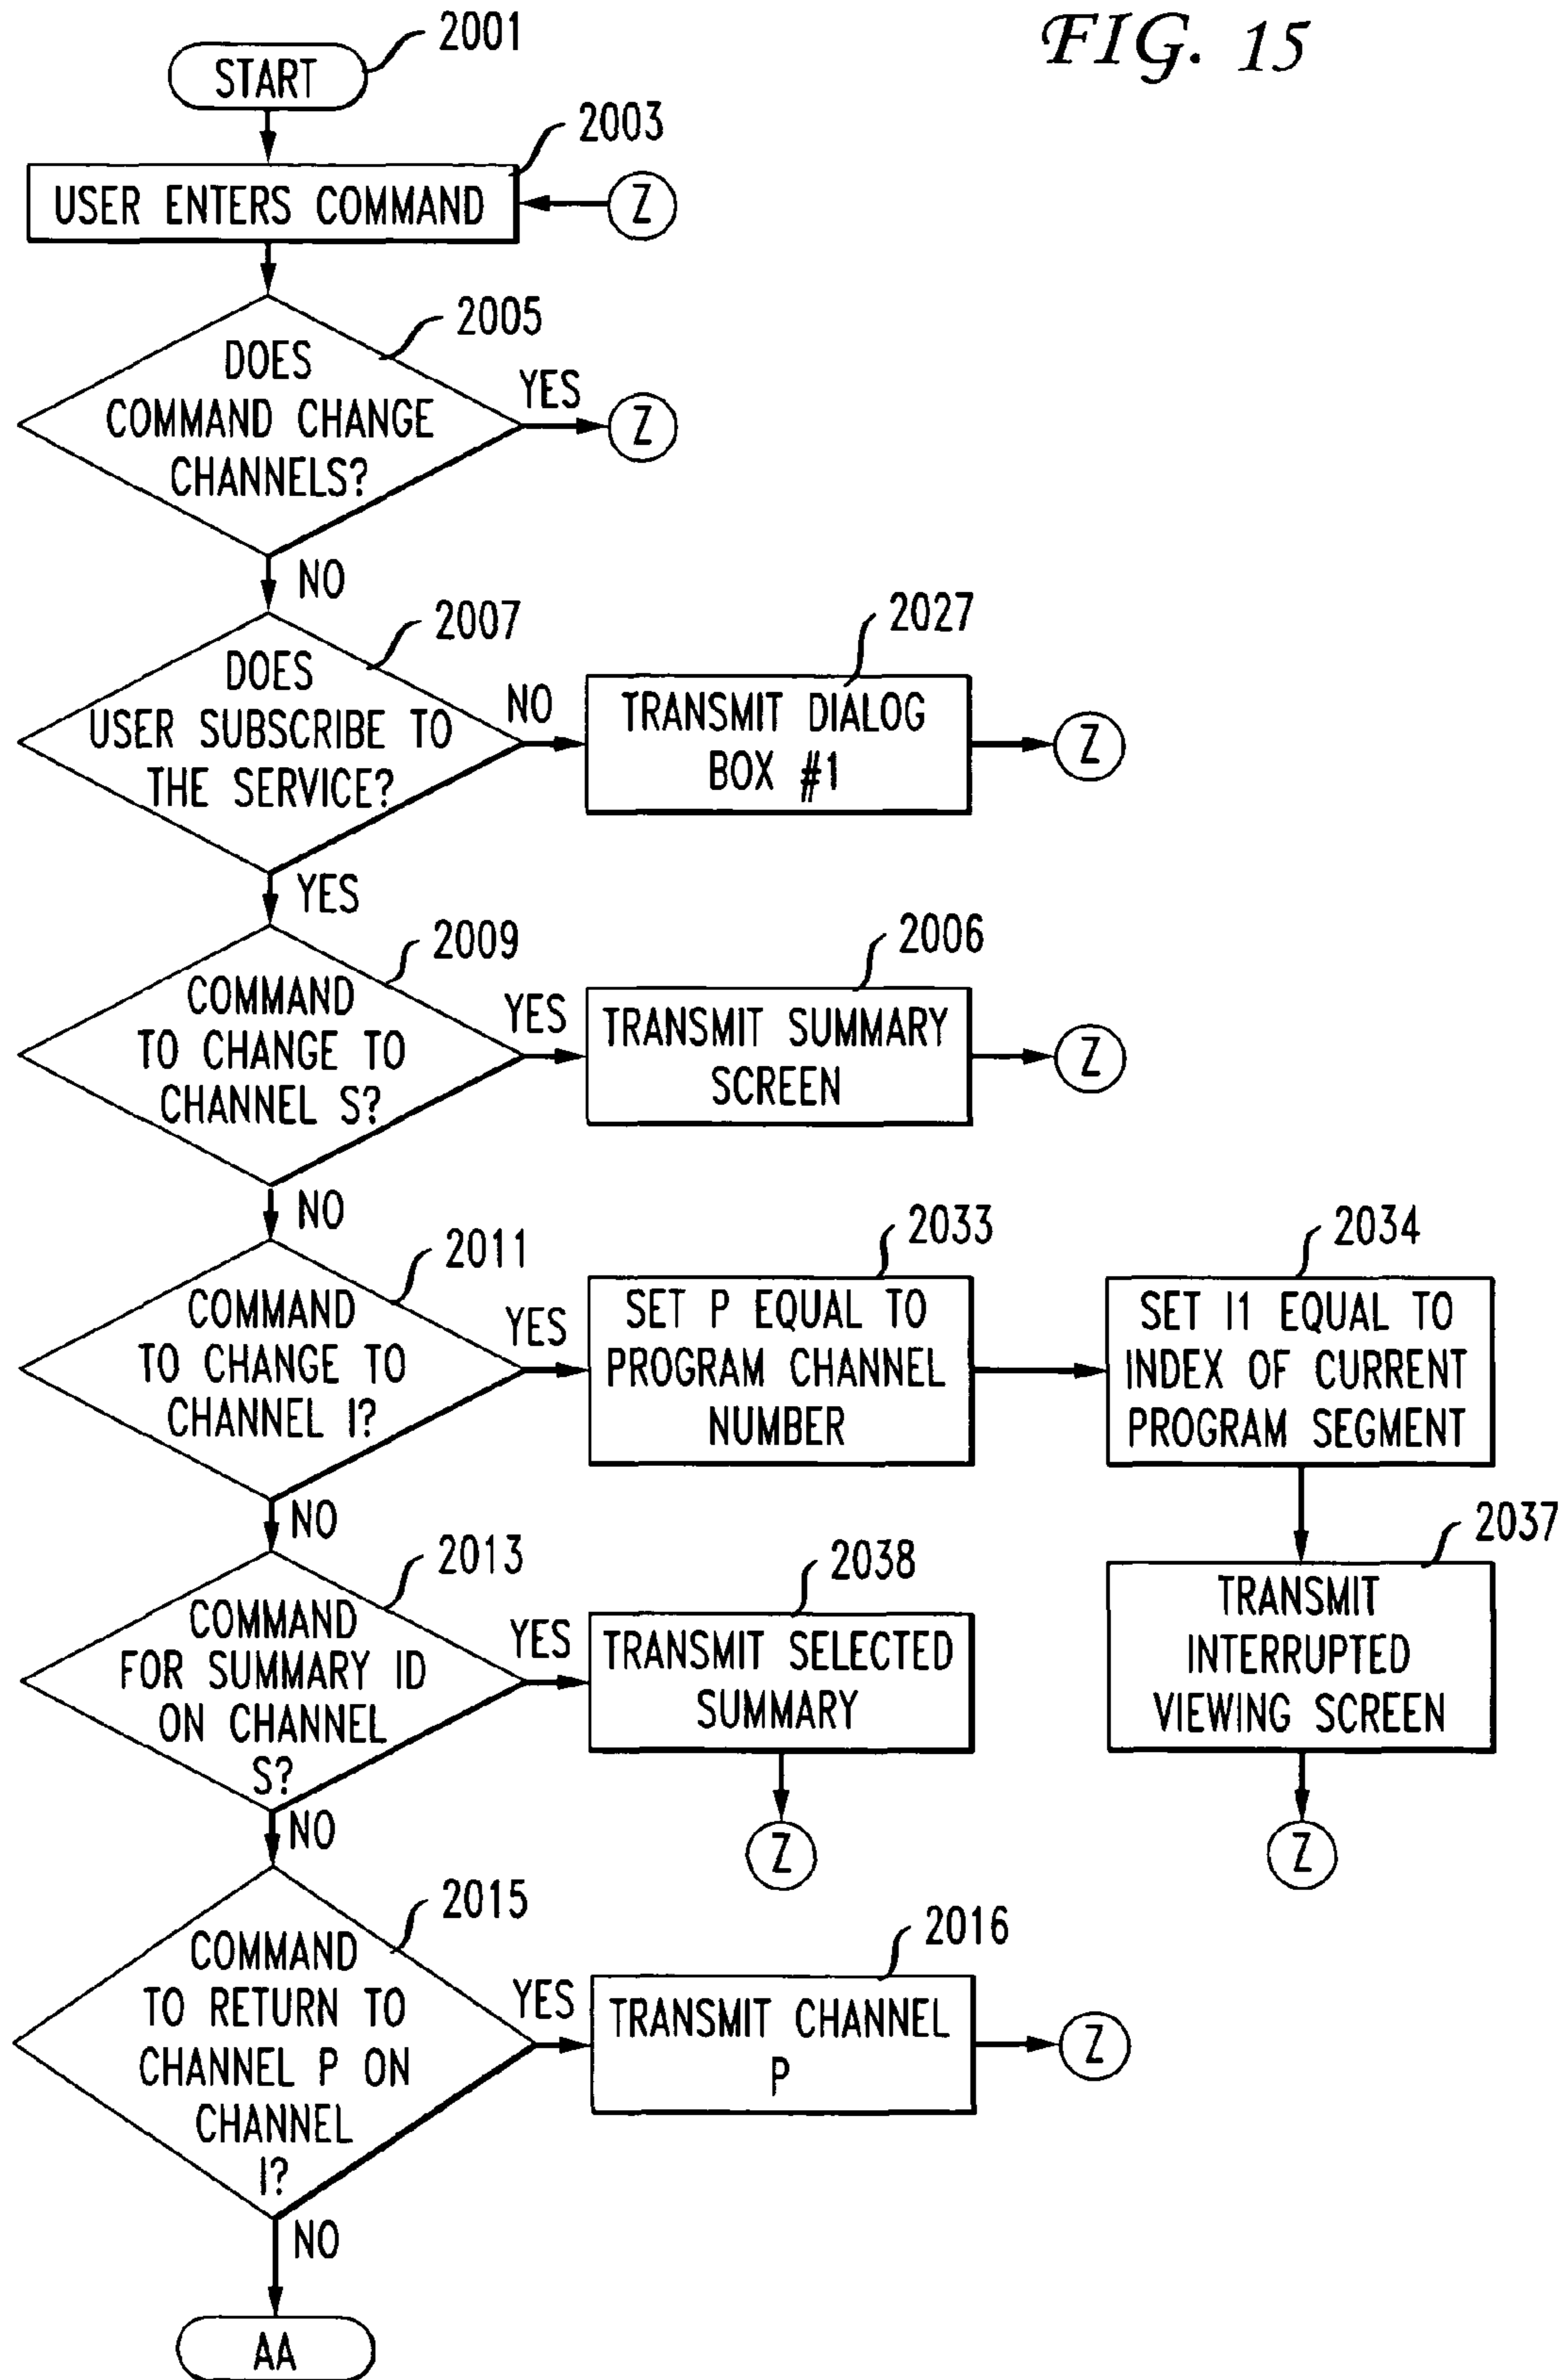 FIG. 15
2001
START
2003
USER ENTERS COMMAND
Z
2005
DOES
COMMAND CHANGE
CHANNELS?
YES
Z
NO
2007
DOES
USER SUBSCRIBE TO
THE SERVICE?
NO
2027
TRANSMIT DIALOG
BOX #1
Z
YES
2009
COMMAND
TO CHANGE TO
CHANNEL S?
YES
2006
TRANSMIT SUMMARY
SCREEN
Z
NO
2011
COMMAND
TO CHANGE TO
CHANNEL I?
YES
2033
SET P EQUAL TO
PROGRAM CHANNEL
NUMBER
2034
SET I1 EQUAL TO
INDEX OF CURRENT
PROGRAM SEGMENT
2037
TRANSMIT
INTERRUPTED
VIEWING SCREEN
Z
NO
2013
COMMAND
FOR SUMMARY ID
ON CHANNEL
S?
YES
2038
TRANSMIT SELECTED
SUMMARY
Z
NO
2015
COMMAND
TO RETURN TO
CHANNEL P ON
CHANNEL
I?
YES
2016
TRANSMIT CHANNEL
P
Z
NO
AA